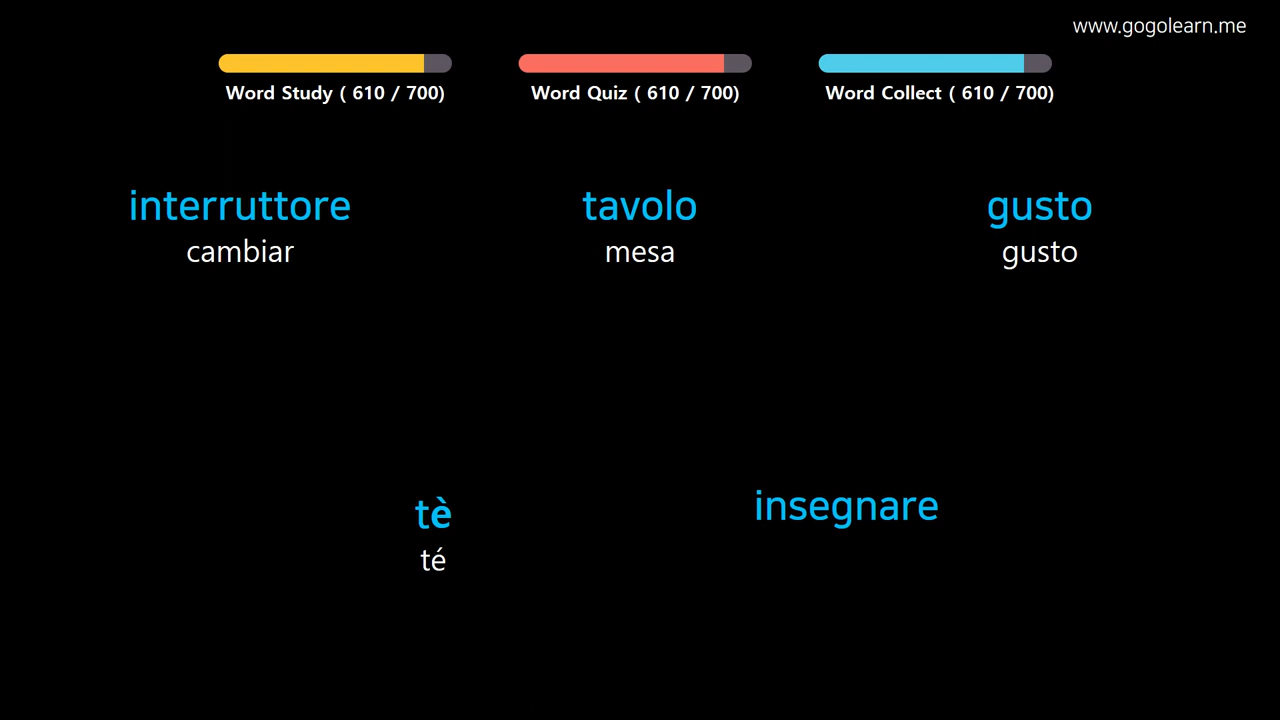 www.gogolearn.me
Word Study ( 610 / 700)
Word Quiz ( 610 / 700)
Word Collect ( 610 / 700)
interruttore
cambiar
tavolo
mesa
gusto
gusto
tè
té
insegnare